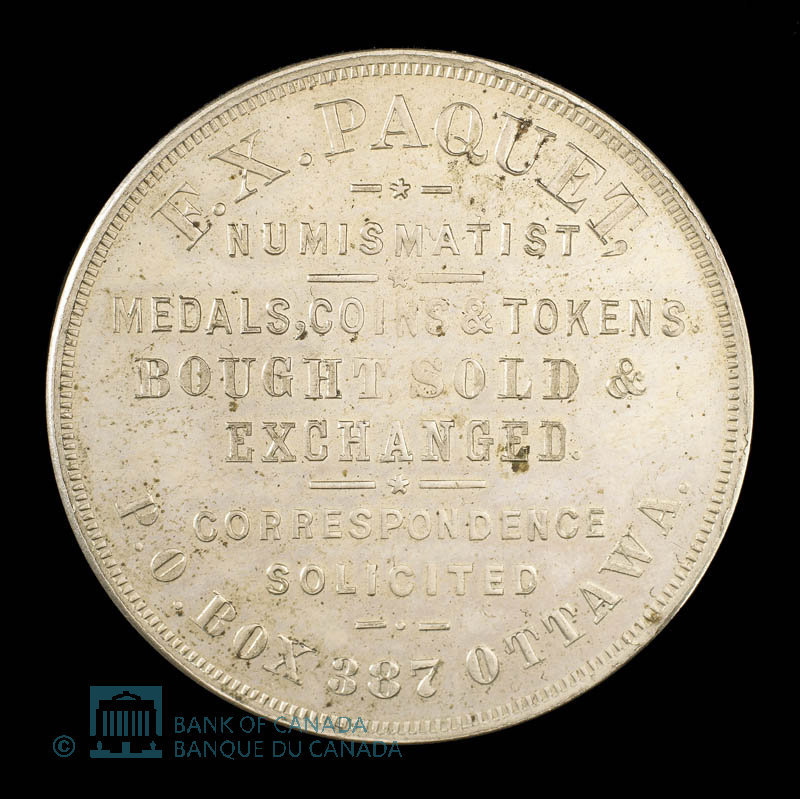 F.X. PAQUET,
NUMISMATIST
MEDALS, COINS & TOKENS.
BOUGHT, SOLD &
EXCHANGED.
CORRESPONDENCE
SOLICITED
P.O. BOX 387 OTTAWA.
© BANK OF CANADA
BANQUE DU CANADA